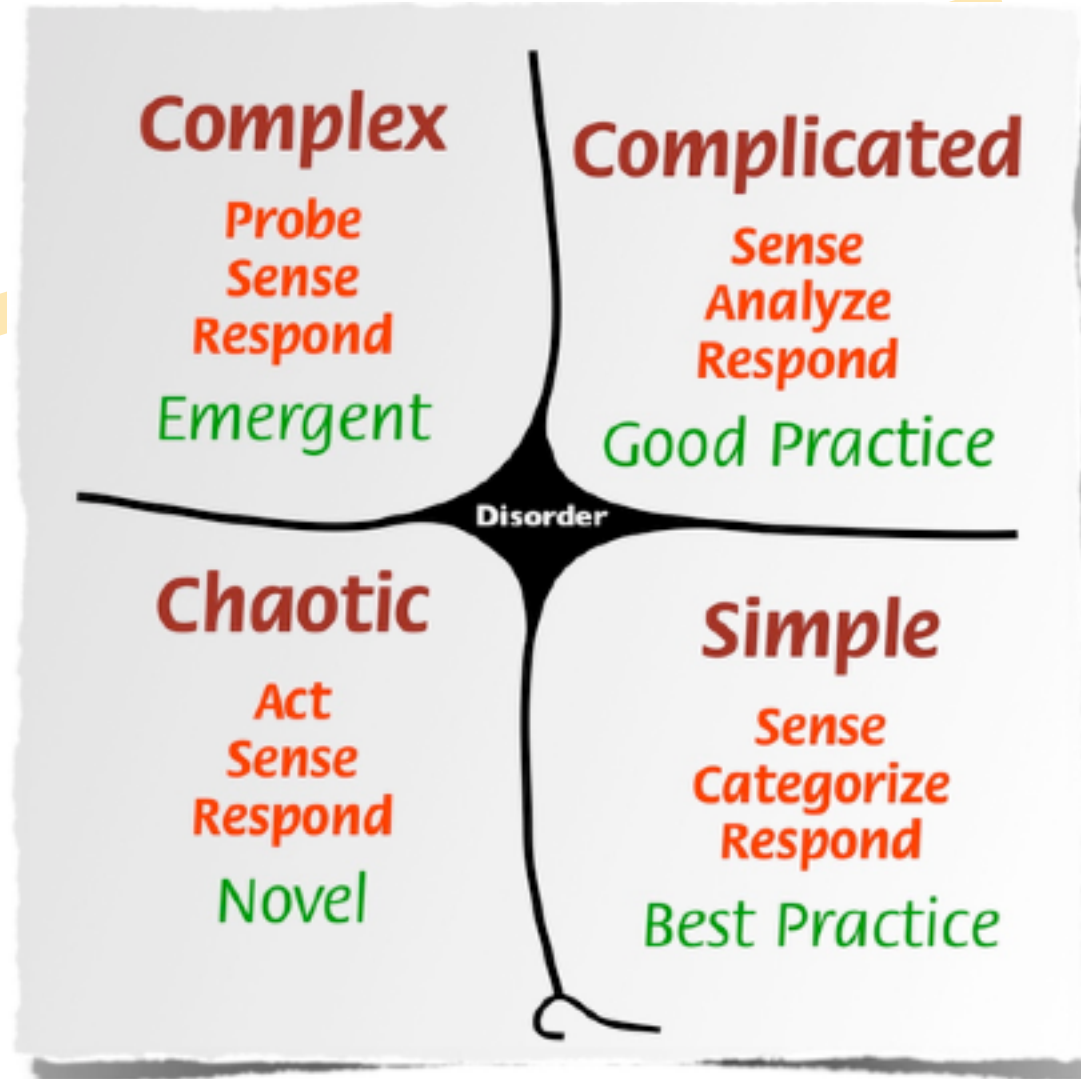 Complex
Probe
Sense
Respond
Emergent
Complicated
Sense
Analyze
Respond
Good Practice
Disorder
Chaotic
Act
Sense
Respond
Novel
Simple
Sense
Categorize
Respond
Best Practice